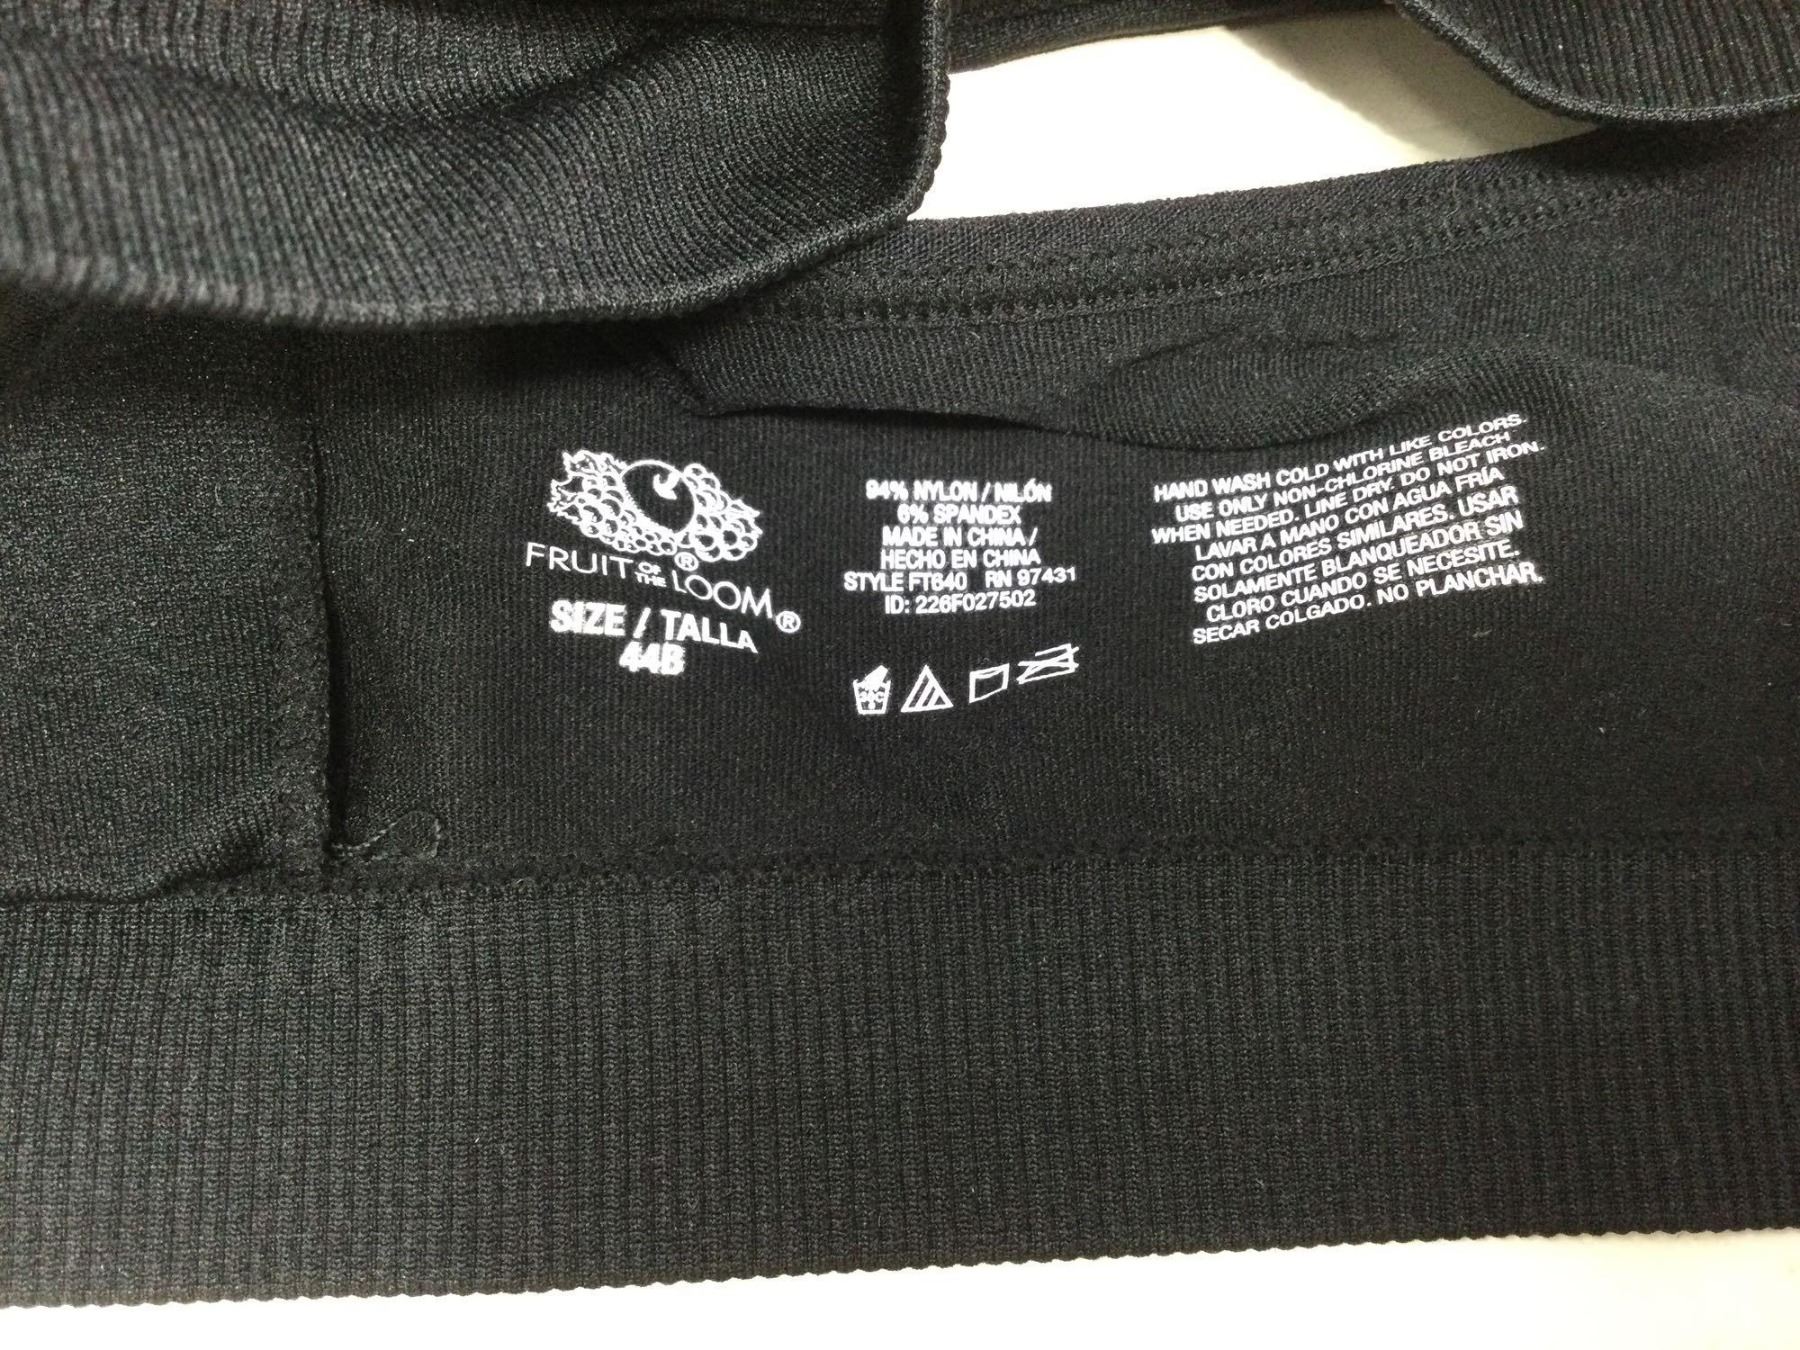 FRUIT OF THE LOOM®
SIZE / TALLA
44B
94% NYLON / NILÓN
6% SPANDEX
MADE IN CHINA /
HECHO EN CHINA
STYLE FT640 RN 97431
ID: 226F027502
HAND WASH COLD WITH LIKE COLORS.
USE ONLY NON-CHLORINE BLEACH
WHEN NEEDED. LINE DRY. DO NOT IRON.
LAVAR A MANO CON AGUA FRÍA
CON COLORES SIMILARES. USAR
SOLAMENTE BLANQUEADOR SIN
CLORO CUANDO SE NECESITE.
SECAR COLGADO. NO PLANCHAR.